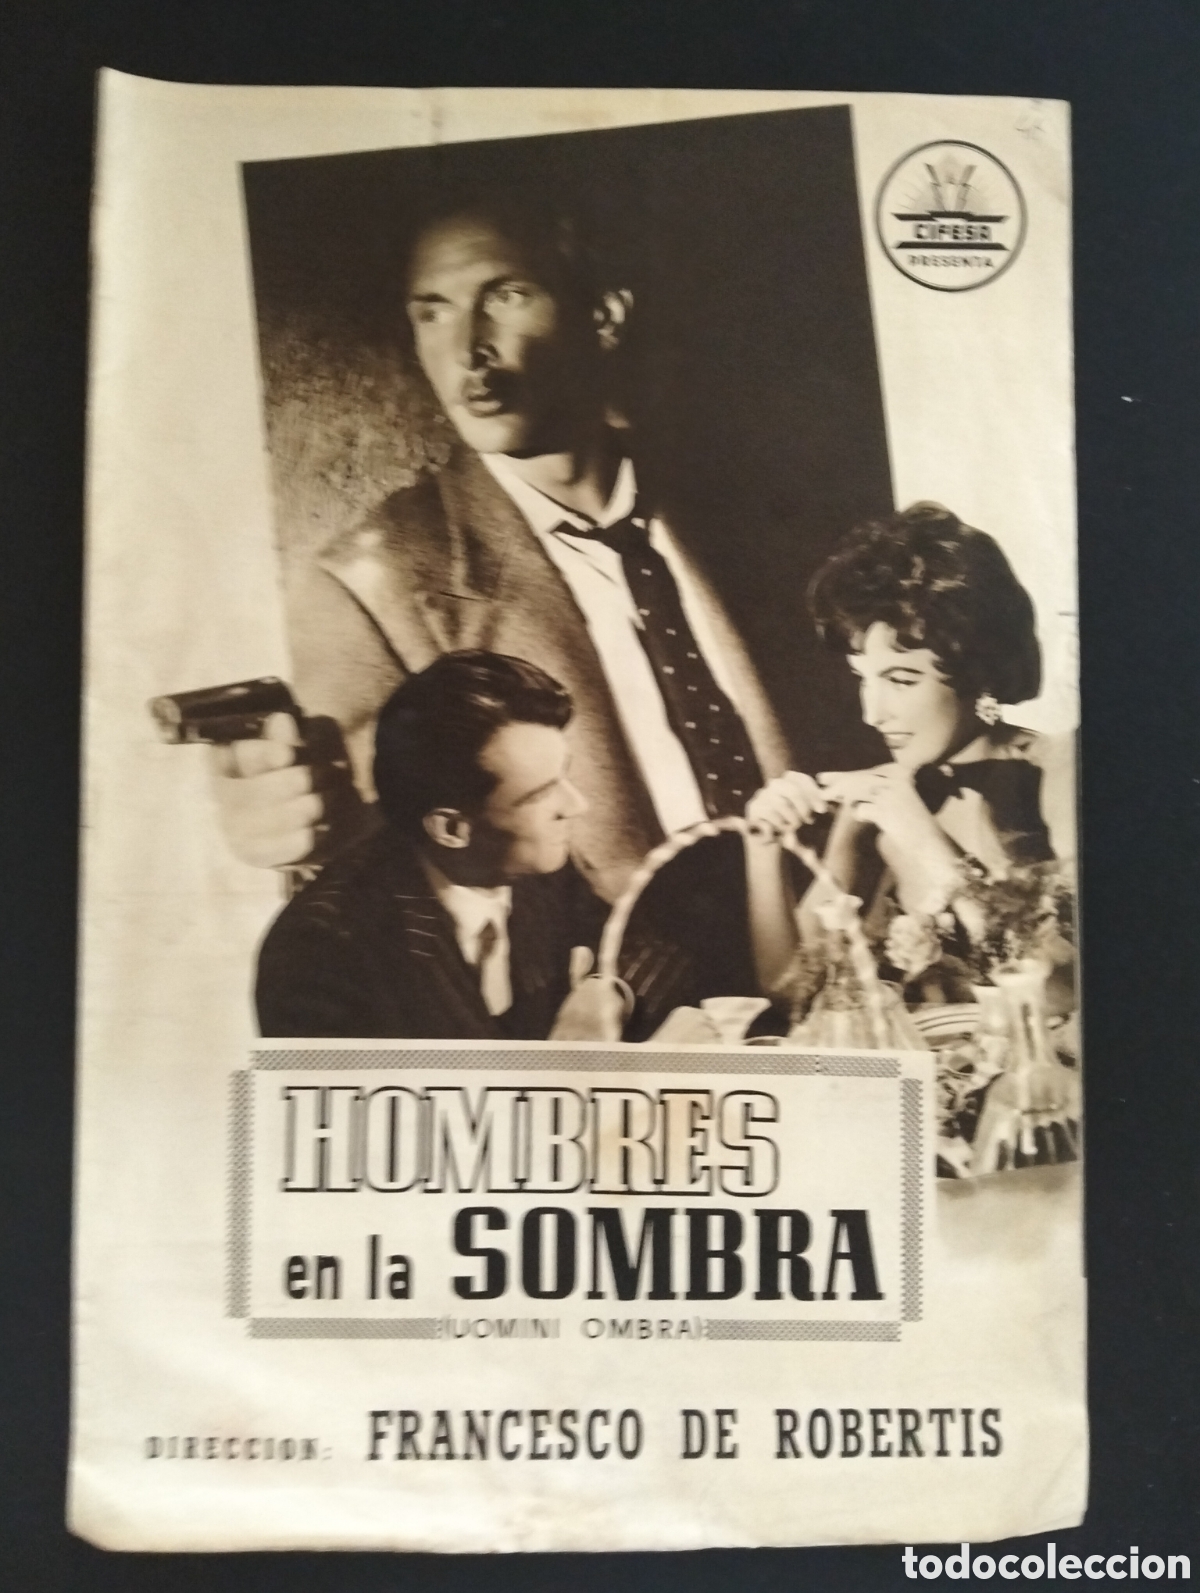 CIFESA
PRESENTA
HOMBRES
en la SOMBRA
(UOMINI OMBRA)
DIRECCION: FRANCESCO DE ROBERTIS
todocoleccion